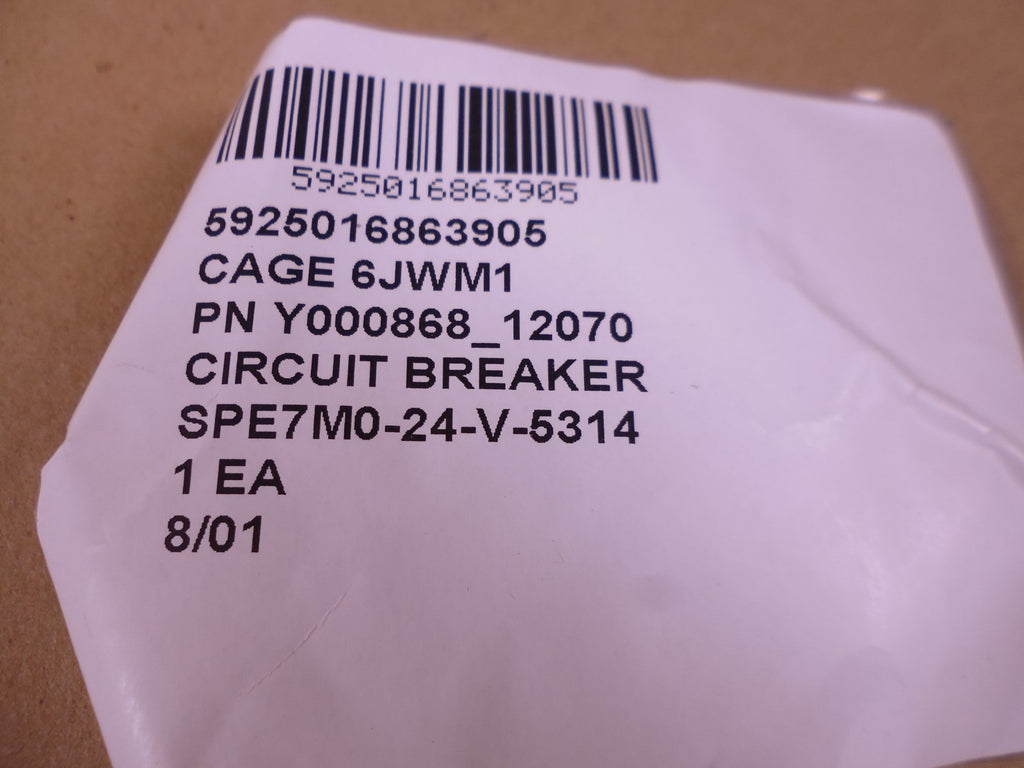 5925016863905
5925016863905
CAGE 6JWM1
PN Y000868_12070
CIRCUIT BREAKER
SPE7M0-24-V-5314
1 EA
8/01